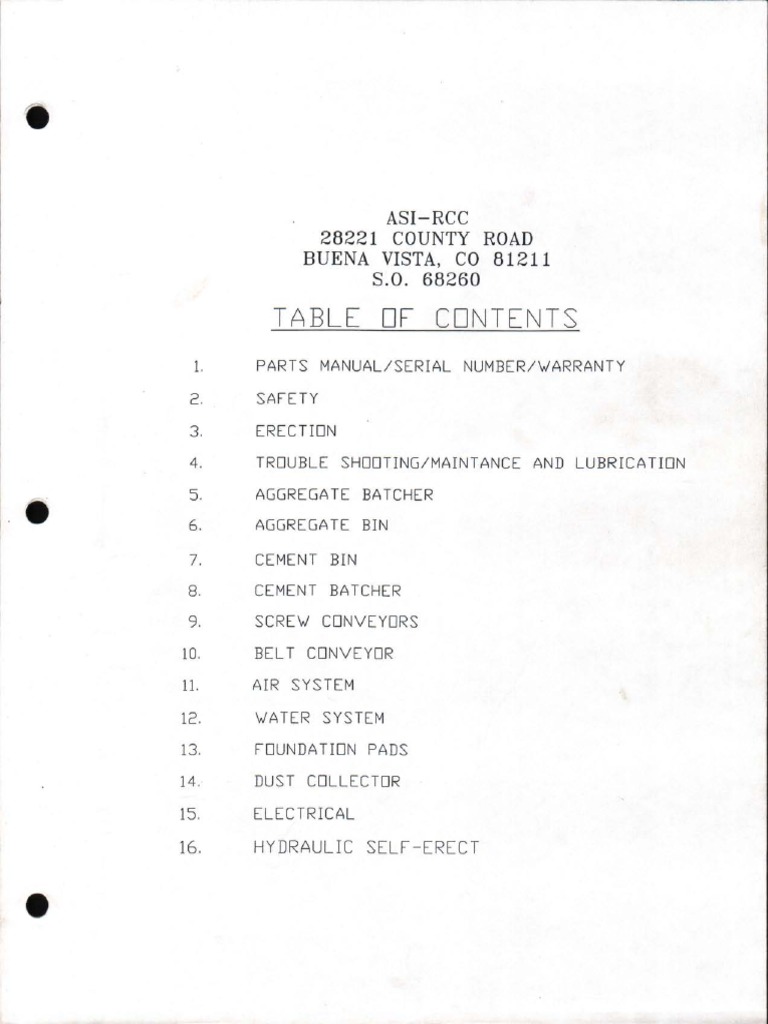 ASI-RCC
28221 COUNTY ROAD
BUENA VISTA, CO 81211
S.O. 68260
TABLE OF CONTENTS
1. PARTS MANUAL/SERIAL NUMBER/WARRANTY
2. SAFETY
3. ERECTION
4. TROUBLE SHOOTING/MAINTANCE AND LUBRICATION
5. AGGREGATE BATCHER
6. AGGREGATE BIN
7. CEMENT BIN
8. CEMENT BATCHER
9. SCREW CONVEYORS
10. BELT CONVEYOR
11. AIR SYSTEM
12. WATER SYSTEM
13. FOUNDATION PADS
14. DUST COLLECTOR
15. ELECTRICAL
16. HYDRAULIC SELF-ERECT